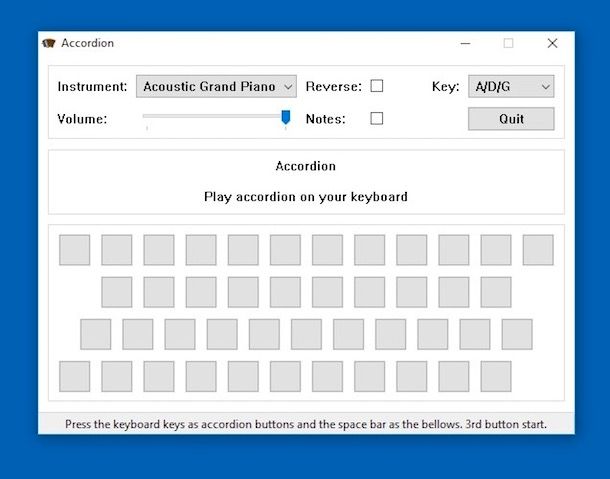 Accordion
Instrument: Acoustic Grand Piano Reverse: Key: A/D/G
Volume: Notes: Quit
Accordion
Play accordion on your keyboard
Press the keyboard keys as accordion buttons and the space bar as the bellows. 3rd button start.